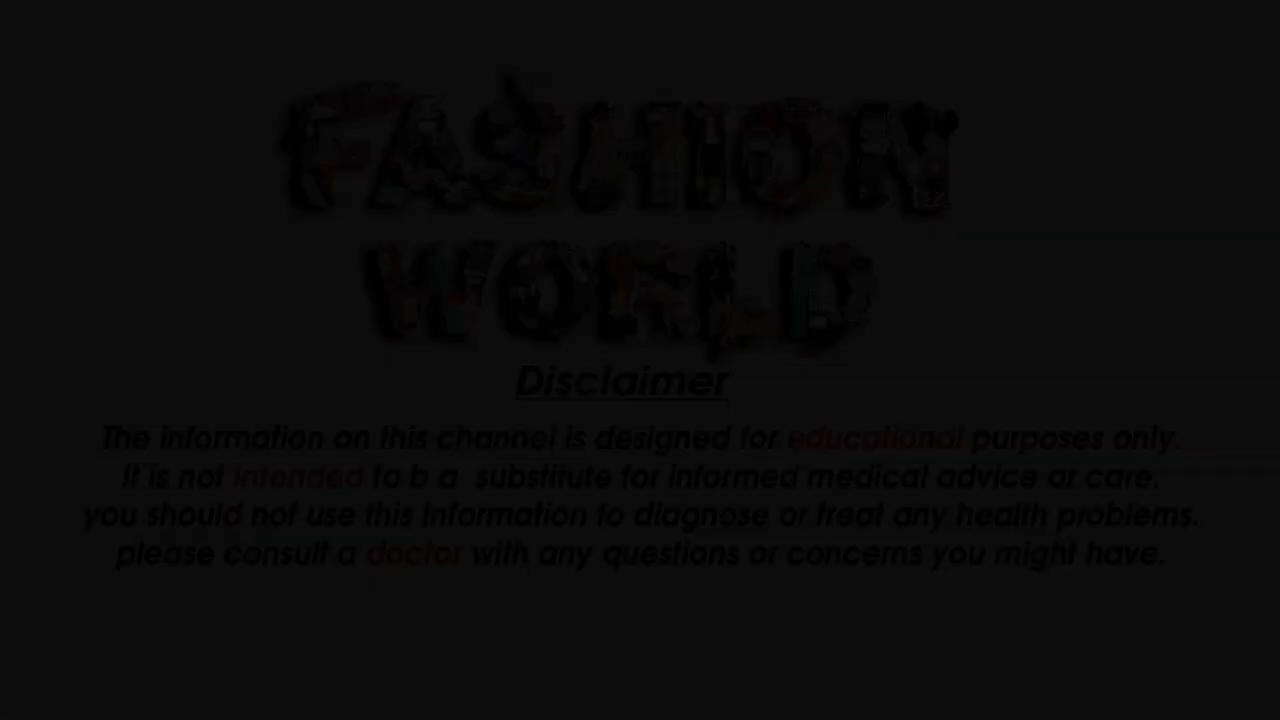 FASHION
WORLD
Disclaimer
The information on this channel is designed for educational purposes only.
it is not intended to b a substitute for informed medical advice or care.
you should not use this information to diagnose or treat any health problems.
please consult a doctor with any questions or concerns you might have.